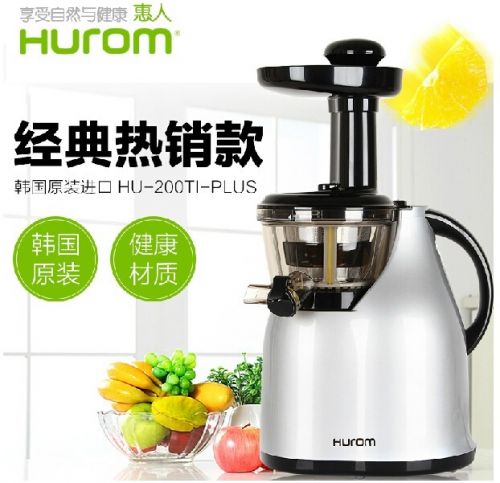 享受自然与健康 惠人
HUROM®
经典热销款
韩国原装进口 HU-200TI-PLUS
韩国
原装
健康
材质
HUROM